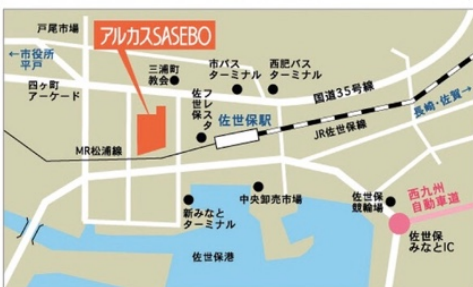 戸尾市場
アルカスSASEBO
←市役所
平戸
三浦町
教会
市バス
ターミナル
西肥バス
ターミナル
四ヶ町
アーケード
国道35号線
フレスタ
佐世保
佐世保駅
長崎・佐賀→
JR佐世保線
MR松浦線
新みなと
ターミナル
中央卸売市場
佐世保
競輪場
西九州
自動車道
佐世保
みなとIC
佐世保港